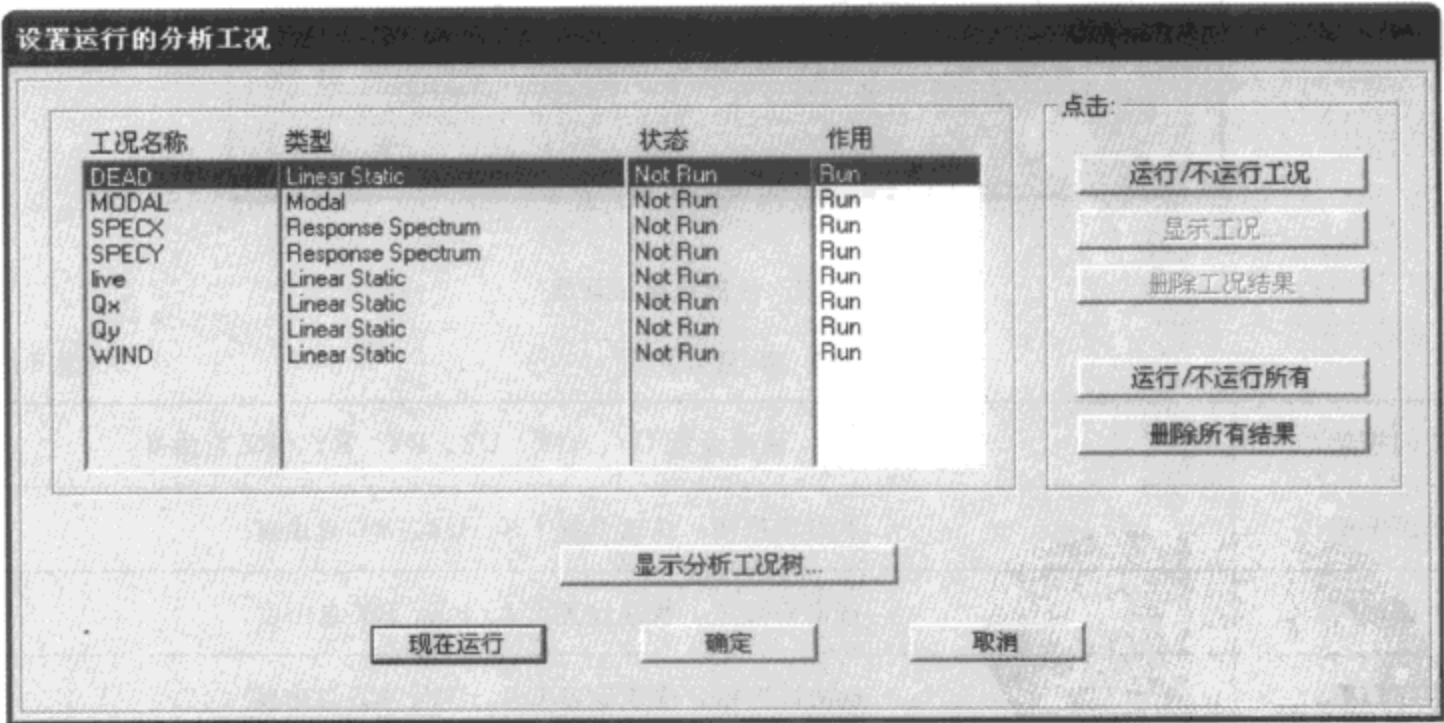 设置运行的分析工况
点击:
工况名称 类型 状态 作用
DEAD Linear Static Not Run Run
MODAL Modal Not Run Run
SPECX Response Spectrum Not Run Run
SPECY Response Spectrum Not Run Run
live Linear Static Not Run Run
Qx Linear Static Not Run Run
Qy Linear Static Not Run Run
WIND Linear Static Not Run Run
运行/不运行工况
显示工况...
删除工况结果
运行/不运行所有
删除所有结果
显示分析工况树...
现在运行 确定 取消